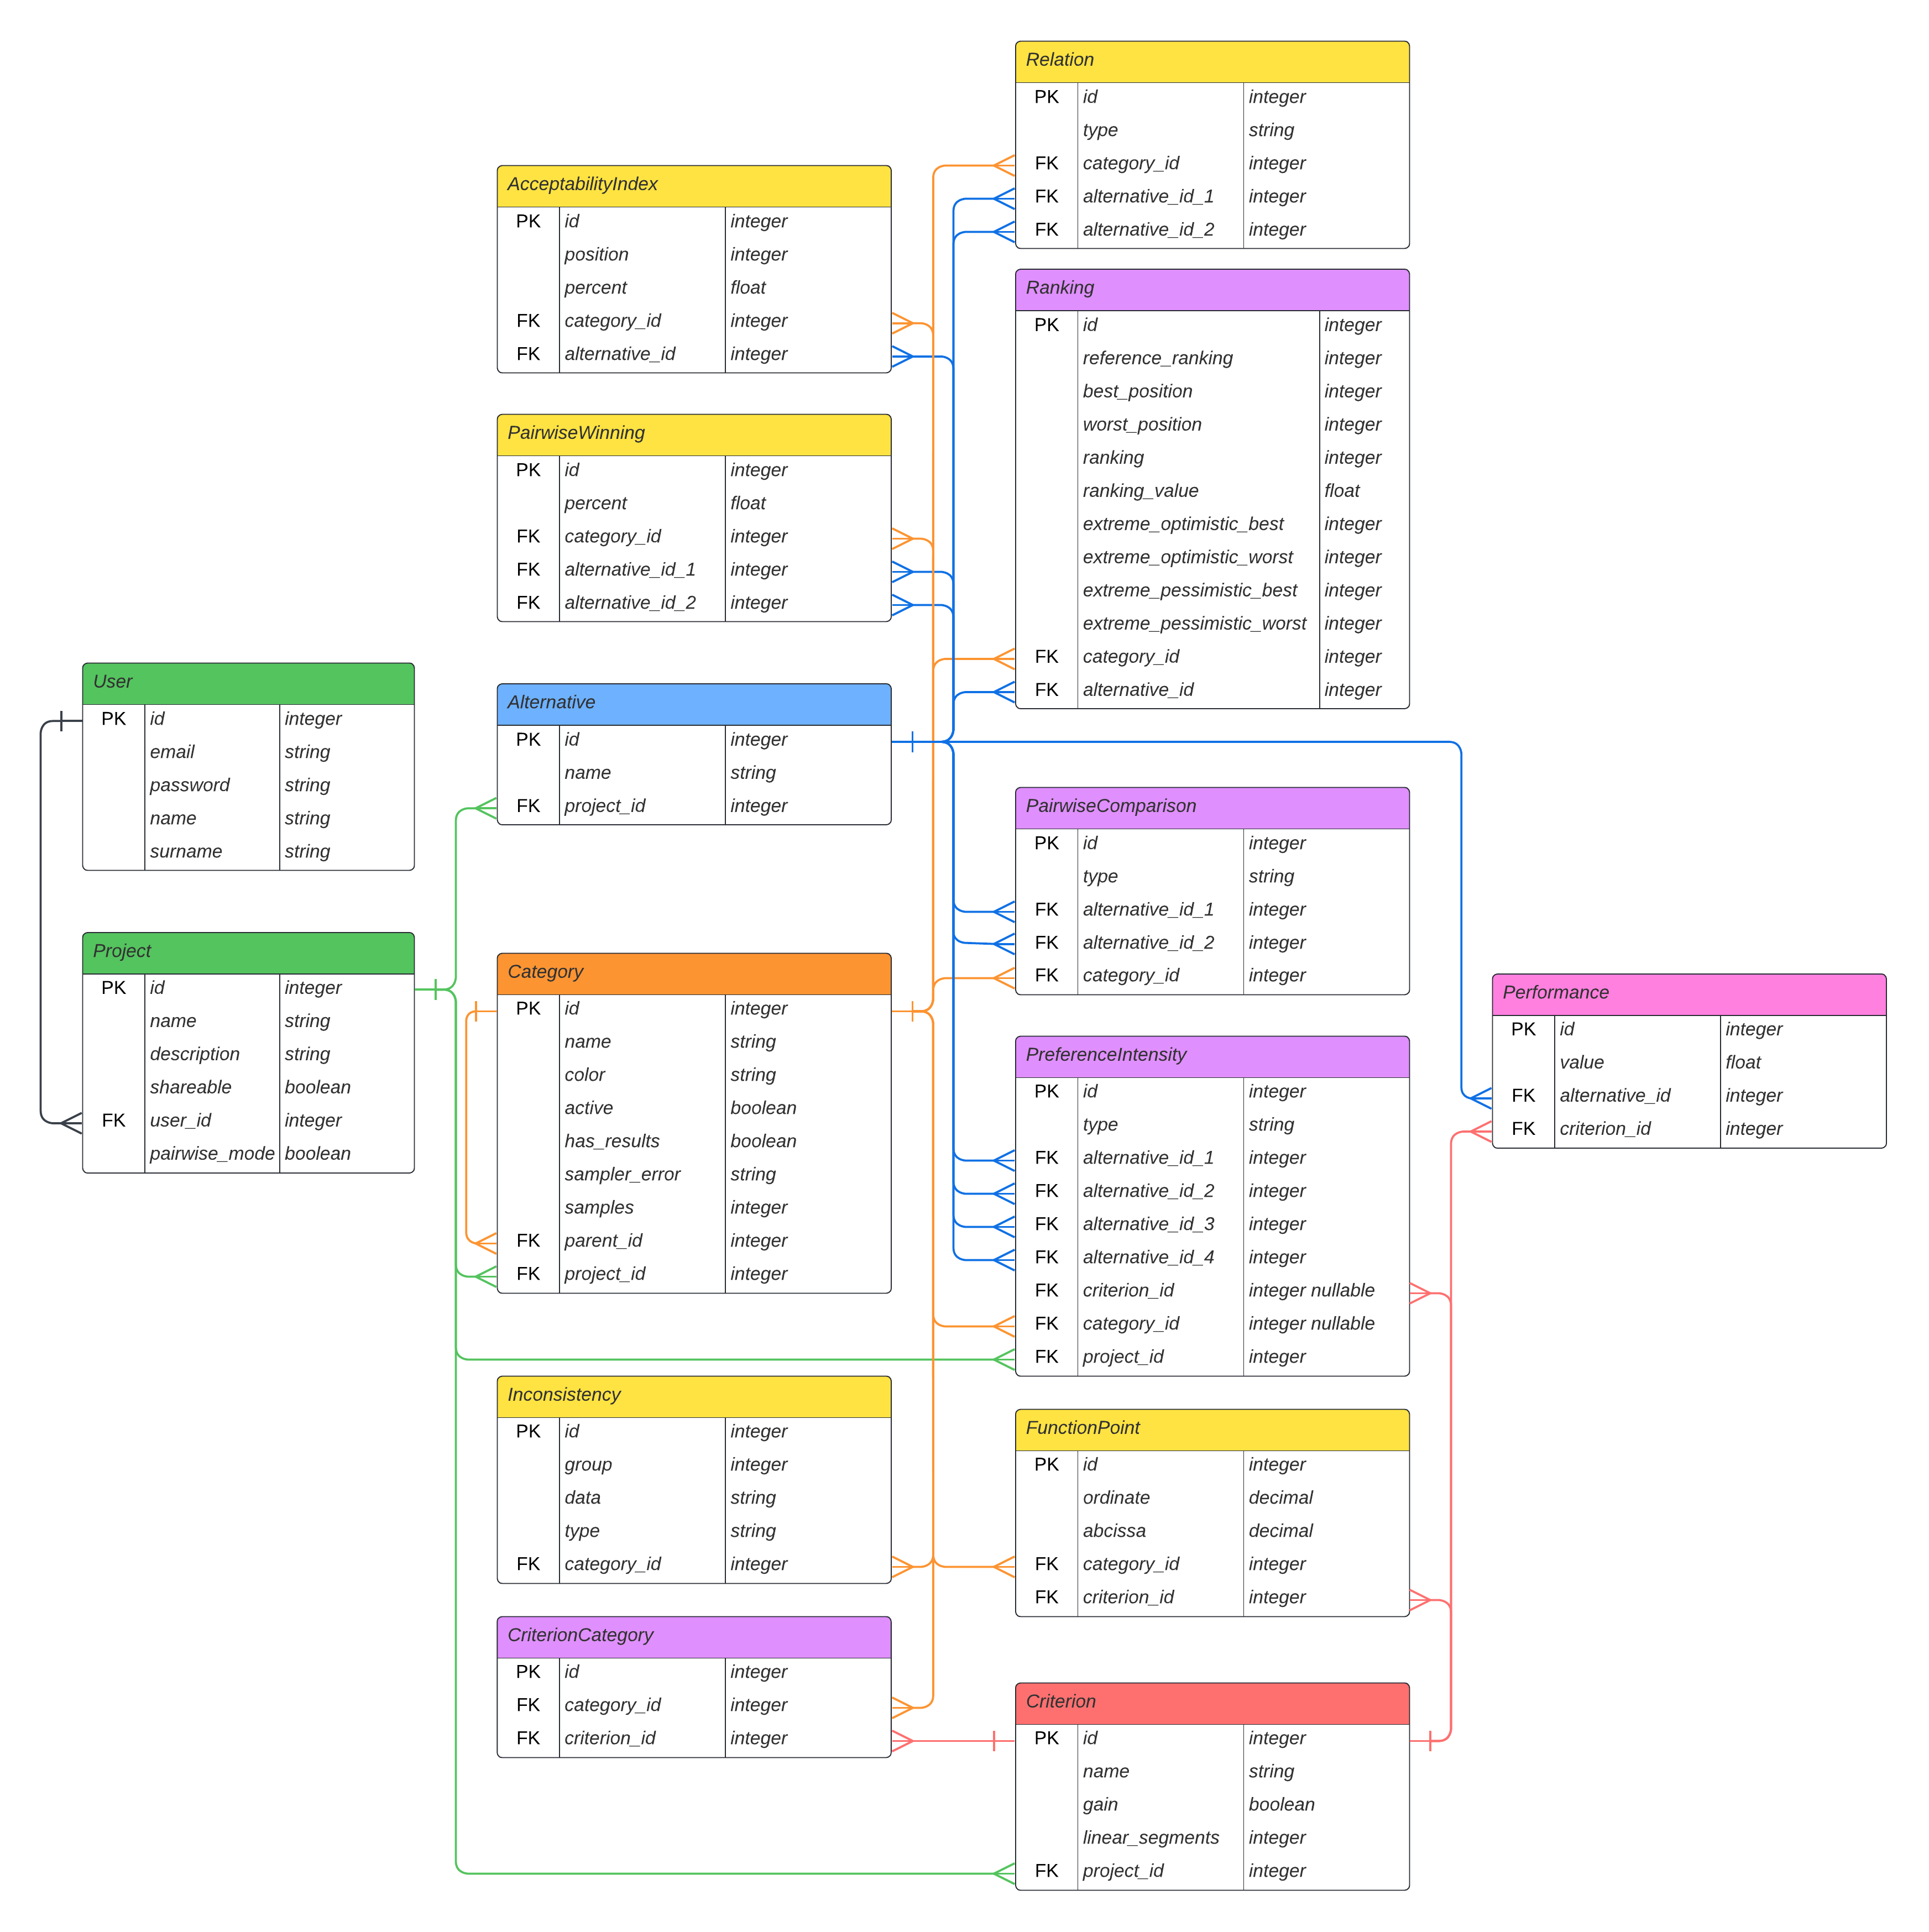 Relation
PK id integer
type string
FK category_id integer
FK alternative_id_1 integer
FK alternative_id_2 integer
AcceptabilityIndex
PK id integer
position integer
percent float
FK category_id integer
FK alternative_id integer
Ranking
PK id integer
reference_ranking integer
best_position integer
worst_position integer
ranking integer
ranking_value float
extreme_optimistic_best integer
extreme_optimistic_worst integer
extreme_pessimistic_best integer
extreme_pessimistic_worst integer
FK category_id integer
FK alternative_id integer
PairwiseWinning
PK id integer
percent float
FK category_id integer
FK alternative_id_1 integer
FK alternative_id_2 integer
User
PK id integer
email string
password string
name string
surname string
Alternative
PK id integer
name string
FK project_id integer
PairwiseComparison
PK id integer
type string
FK alternative_id_1 integer
FK alternative_id_2 integer
FK category_id integer
Project
PK id integer
name string
description string
shareable boolean
FK user_id integer
pairwise_mode boolean
Category
PK id integer
name string
color string
active boolean
has_results boolean
sampler_error string
samples integer
FK parent_id integer
FK project_id integer
Performance
PK id integer
value float
FK alternative_id integer
FK criterion_id integer
PreferenceIntensity
PK id integer
type string
FK alternative_id_1 integer
FK alternative_id_2 integer
FK alternative_id_3 integer
FK alternative_id_4 integer
FK criterion_id integer nullable
FK category_id integer nullable
FK project_id integer
Inconsistency
PK id integer
group integer
data string
type string
FK category_id integer
FunctionPoint
PK id integer
ordinate decimal
abcissa decimal
FK category_id integer
FK criterion_id integer
CriterionCategory
PK id integer
FK category_id integer
FK criterion_id integer
Criterion
PK id integer
name string
gain boolean
linear_segments integer
FK project_id integer